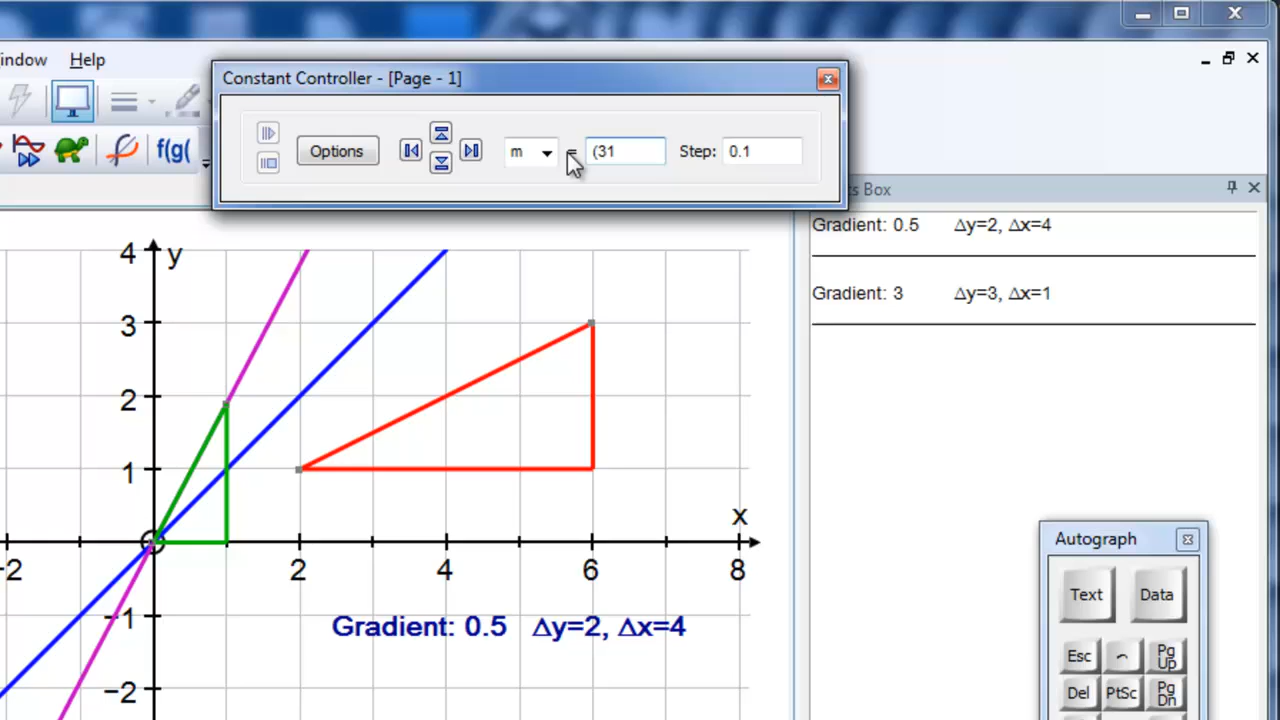 indow Help
Constant Controller - [Page - 1]
Options
m
= (31
Step: 0.1
f(g(
s Box
Gradient: 0.5 Δy=2, Δx=4
Gradient: 3 Δy=3, Δx=1
4 y
3
2
1
x
-2 2 4 6 8
Gradient: 0.5 Δy=2, Δx=4
-1
-2
Autograph
Text Data
Esc Pg Up
Del PtSc Pg Dn